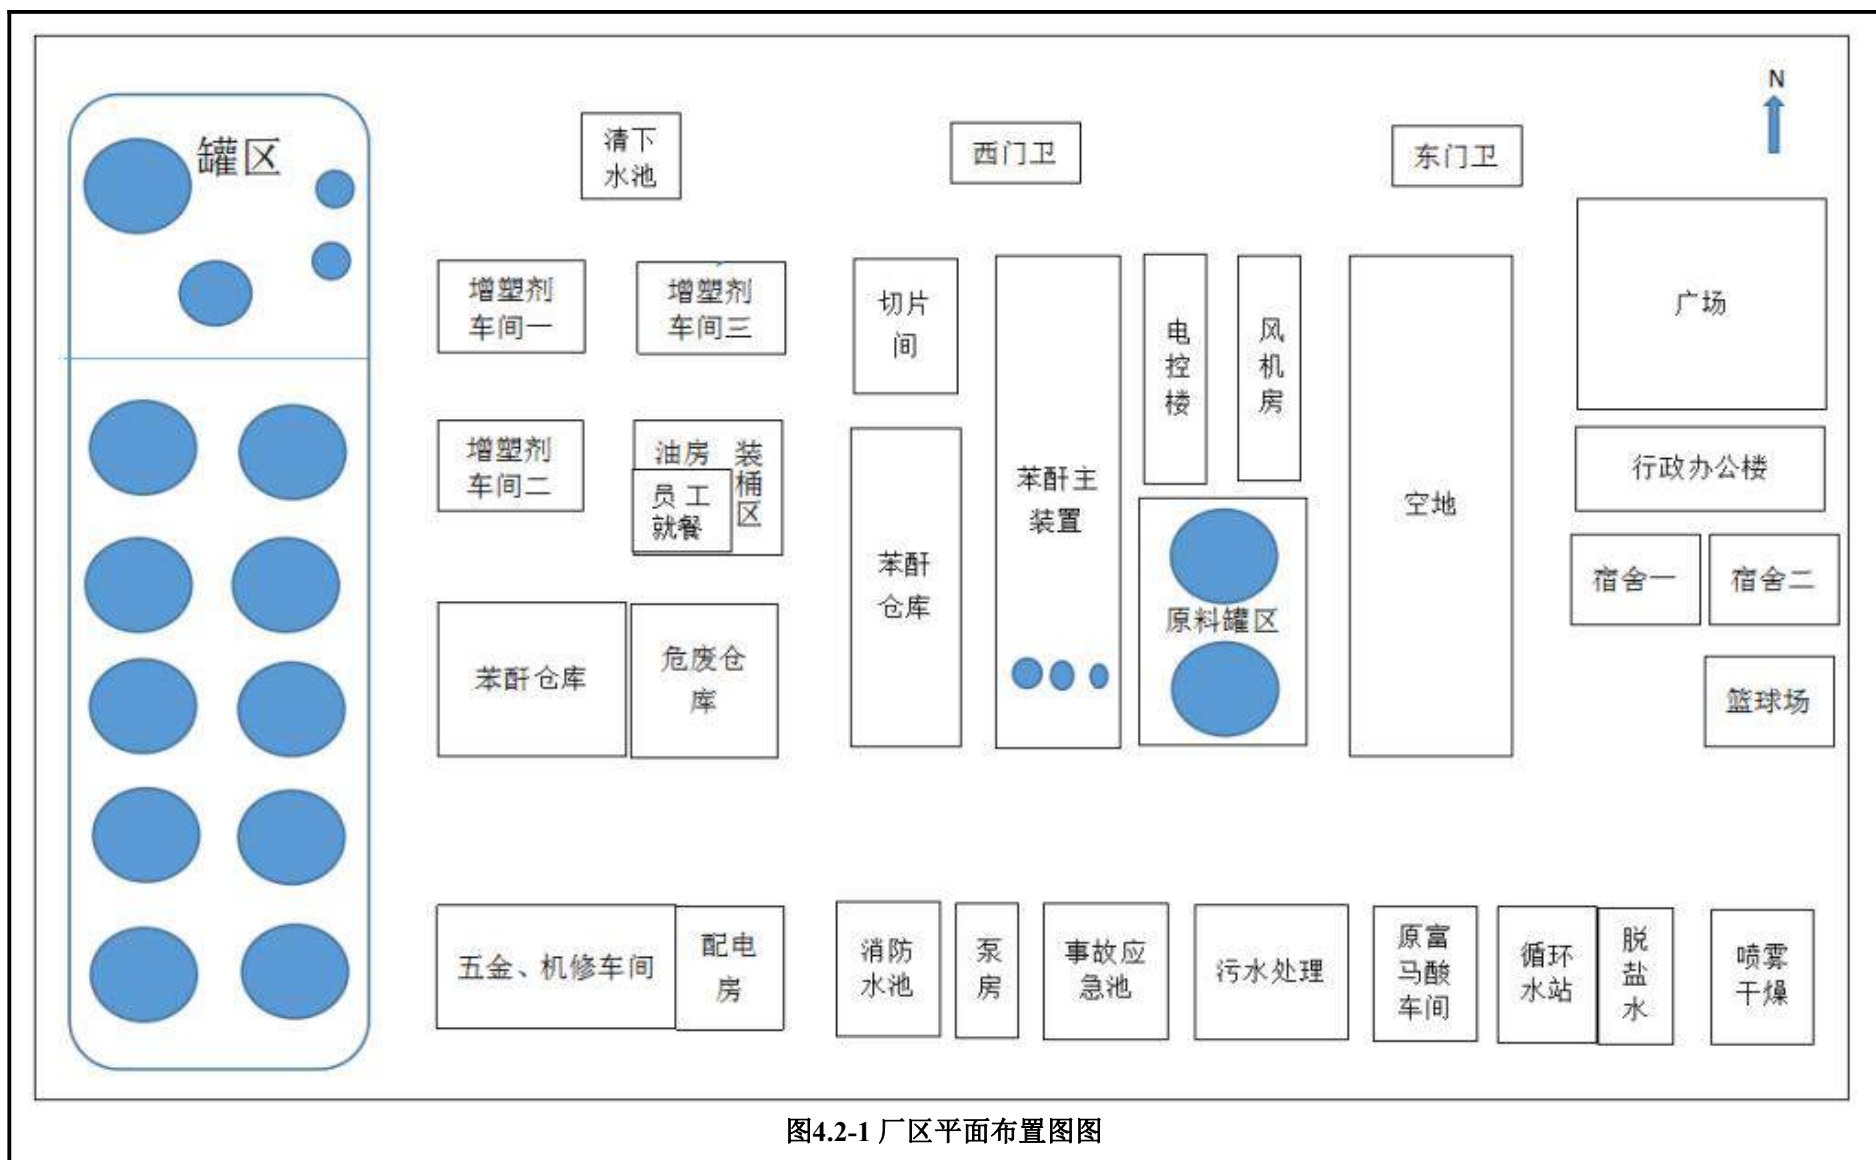 N
罐区
清下
水池
西门卫
东门卫
增塑剂
车间一
增塑剂
车间三
切片
间
电
控
楼
风
机
房
广场
增塑剂
车间二
油房
装
桶
区
员工
就餐
苯酐主
装置
空地
行政办公楼
苯酐
仓库
原料罐区
宿舍一
宿舍二
苯酐仓库
危废仓
库
篮球场
五金、机修车间
配电
房
消防
水池
泵
房
事故应
急池
污水处理
原富
马酸
车间
循环
水站
脱
盐
水
喷雾
干燥
图4.2-1 厂区平面布置图图